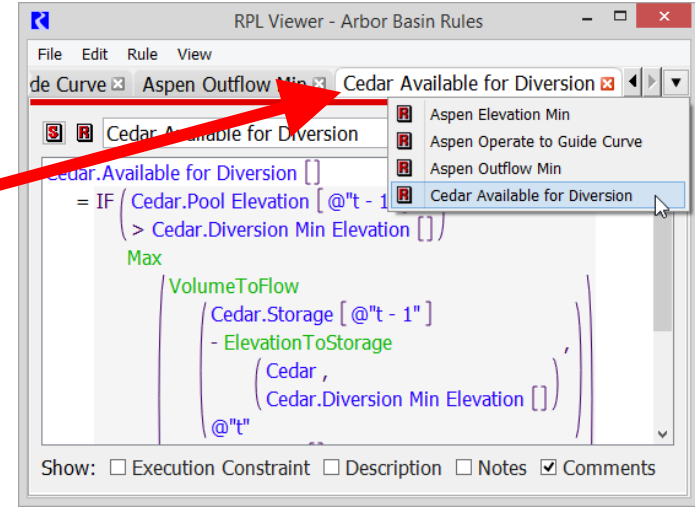 RPL Viewer - Arbor Basin Rules
File Edit Rule View
de Curve Aspen Outflow Min Cedar Available for Diversion
Aspen Elevation Min
Aspen Operate to Guide Curve
Aspen Outflow Min
Cedar Available for Diversion
S R Cedar Available for Diversion
Cedar.Available for Diversion []
= IF ( Cedar.Pool Elevation [ @"t - 1"
> Cedar.Diversion Min Elevation [] )
Max
VolumeToFlow
Cedar.Storage [ @"t - 1" ]
- ElevationToStorage ,
( Cedar ,
Cedar.Diversion Min Elevation [] )
@"t"
Show: Execution Constraint Description Notes Comments